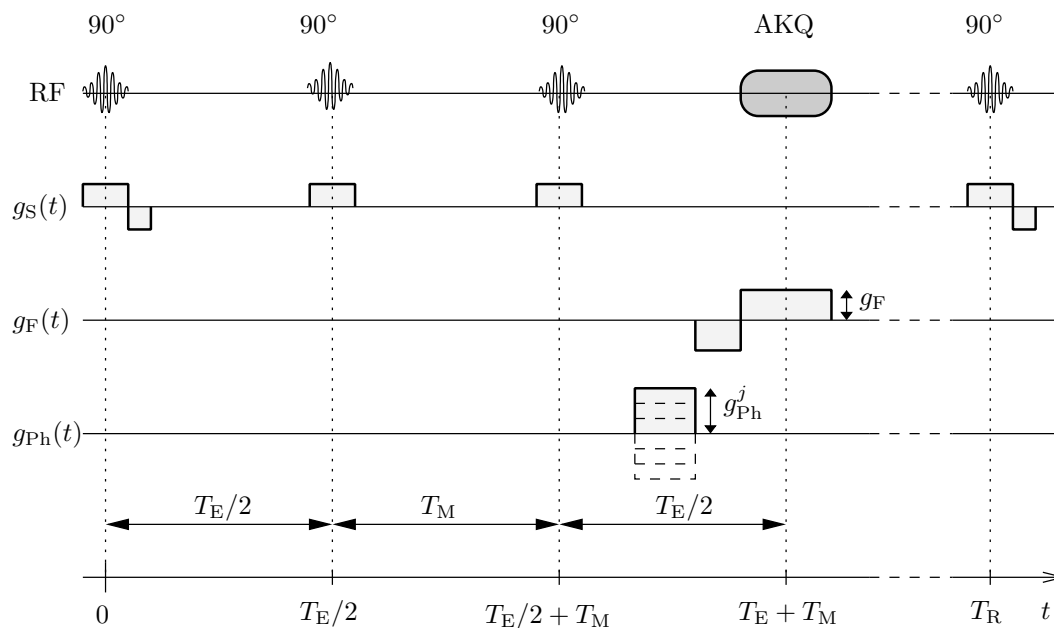 90° 90° 90° AKQ 90°
RF
g_S(t)
g_F(t) g_F
g_Ph(t) g_Ph^j
T_E/2 T_M T_E/2
0 T_E/2 T_E/2 + T_M T_E + T_M T_R t